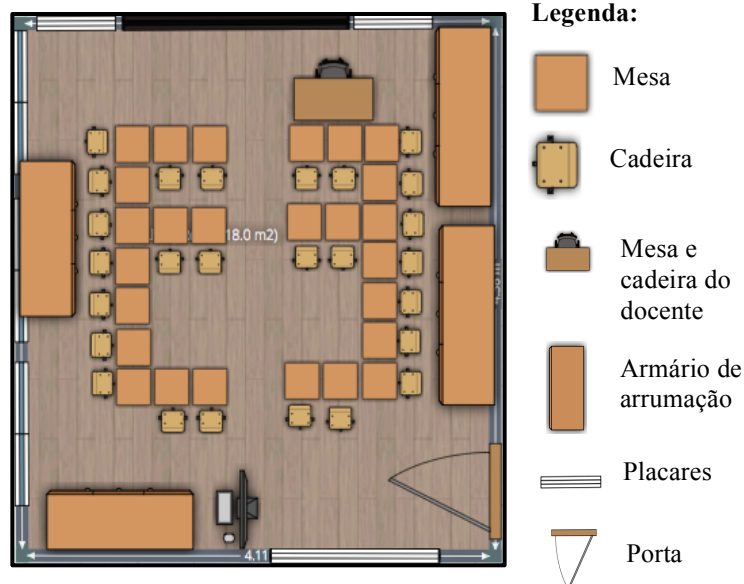 Legenda:
Mesa
Cadeira
Mesa e
cadeira do
docente
Armário de
arrumação
Placares
Porta
18.0 m2)
4.11